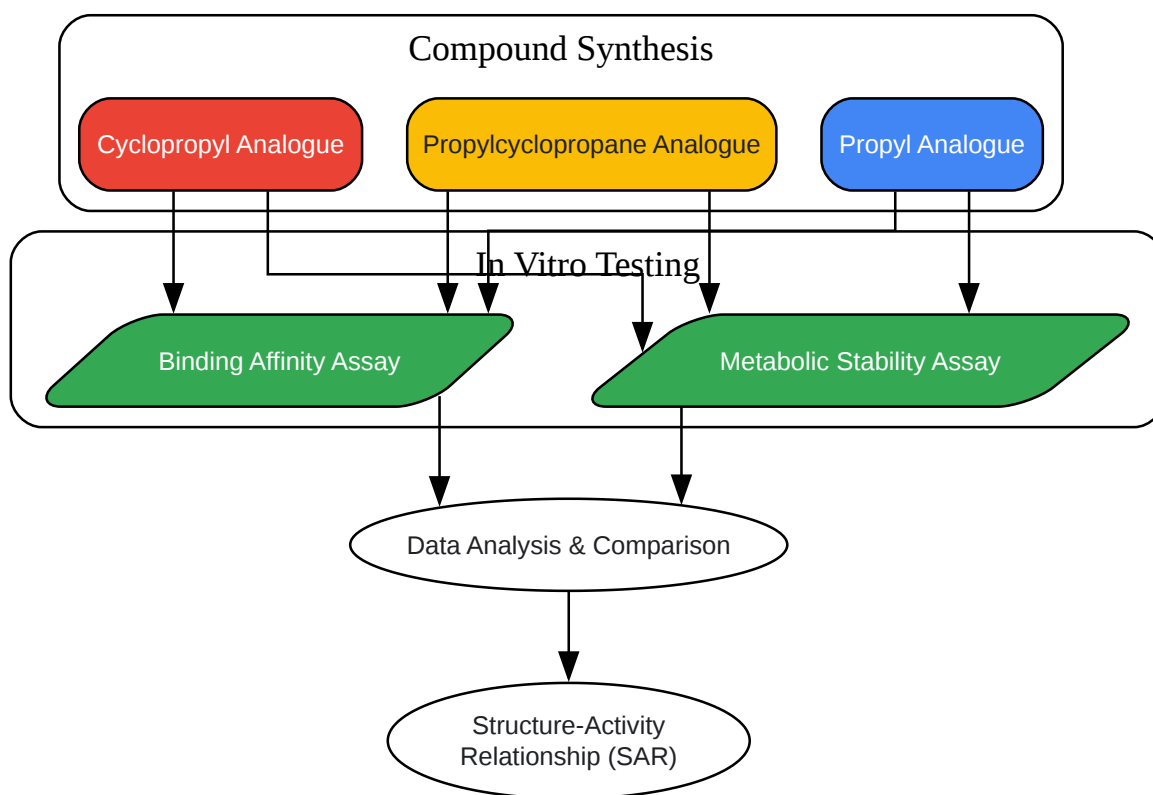 Compound Synthesis
Cyclopropyl Analogue
Propylcyclopropane Analogue
Propyl Analogue
In Vitro Testing
Binding Affinity Assay
Metabolic Stability Assay
Data Analysis & Comparison
Structure-Activity
Relationship (SAR)